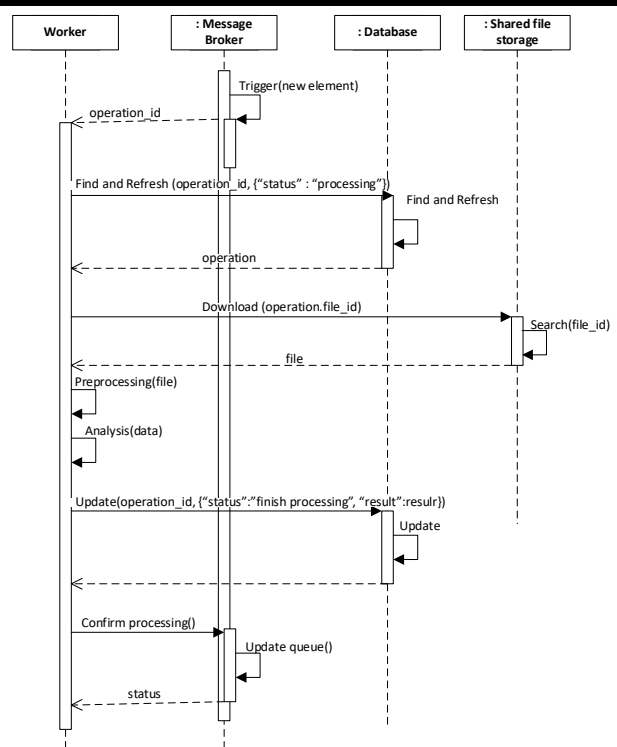 Worker
: Message
Broker
: Database
: Shared file
storage
Trigger(new element)
operation_id
Find and Refresh (operation_id, {“status” : “processing”})
Find and Refresh
operation
Download (operation.file_id)
Search(file_id)
file
Preprocessing(file)
Analysis(data)
Update(operation_id, {“status”:”finish processing”, “result”:resulr})
Update
Confirm processing()
Update queue()
status